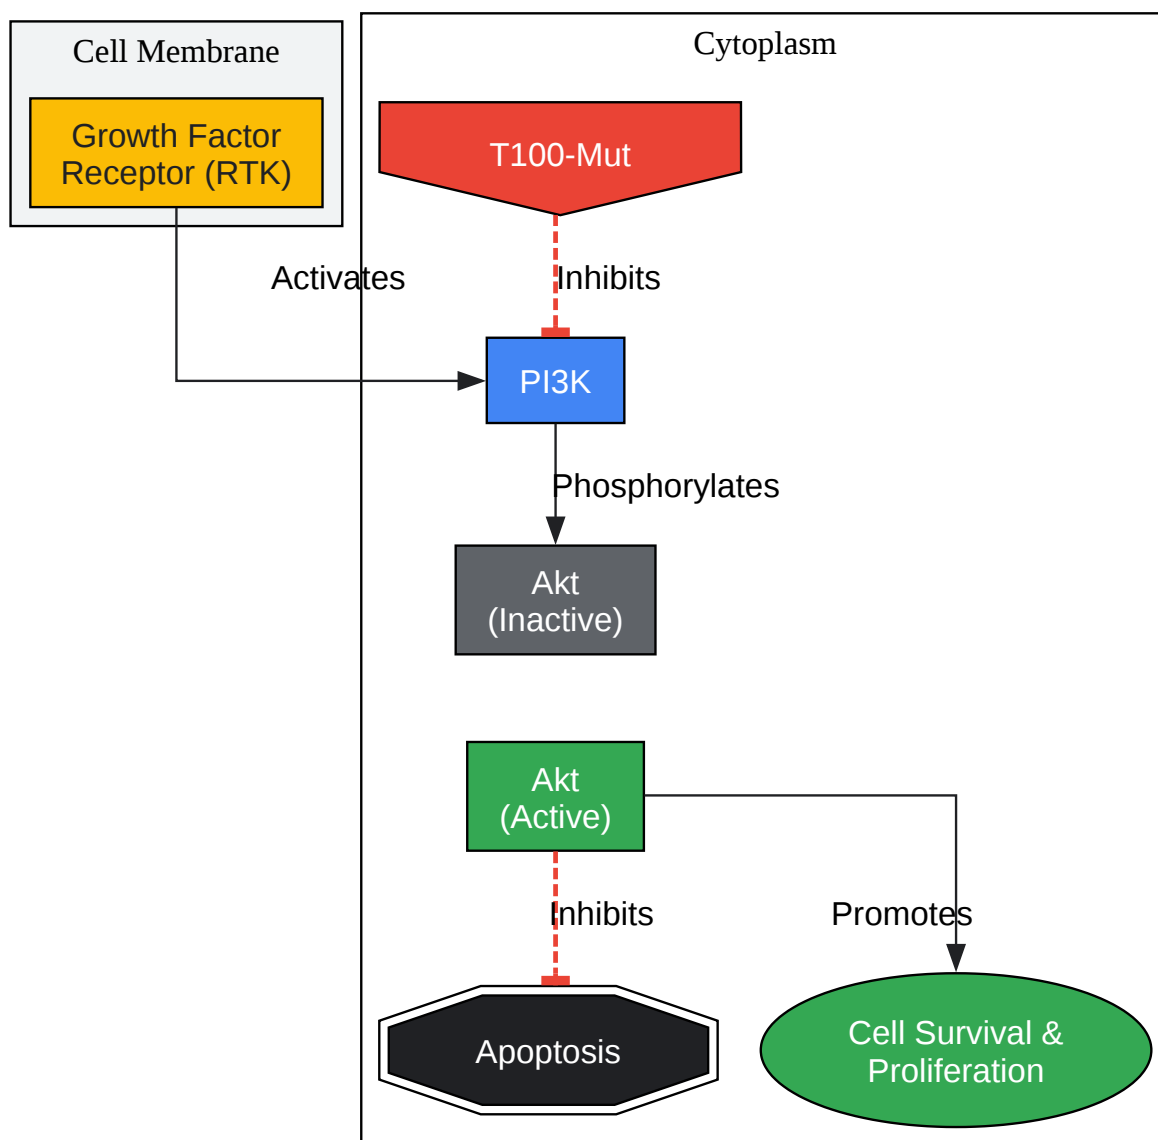 Cell Membrane
Growth Factor
Receptor (RTK)
Cytoplasm
T100-Mut
Activates
Inhibits
PI3K
Phosphorylates
Akt
(Inactive)
Akt
(Active)
Inhibits
Promotes
Apoptosis
Cell Survival &
Proliferation